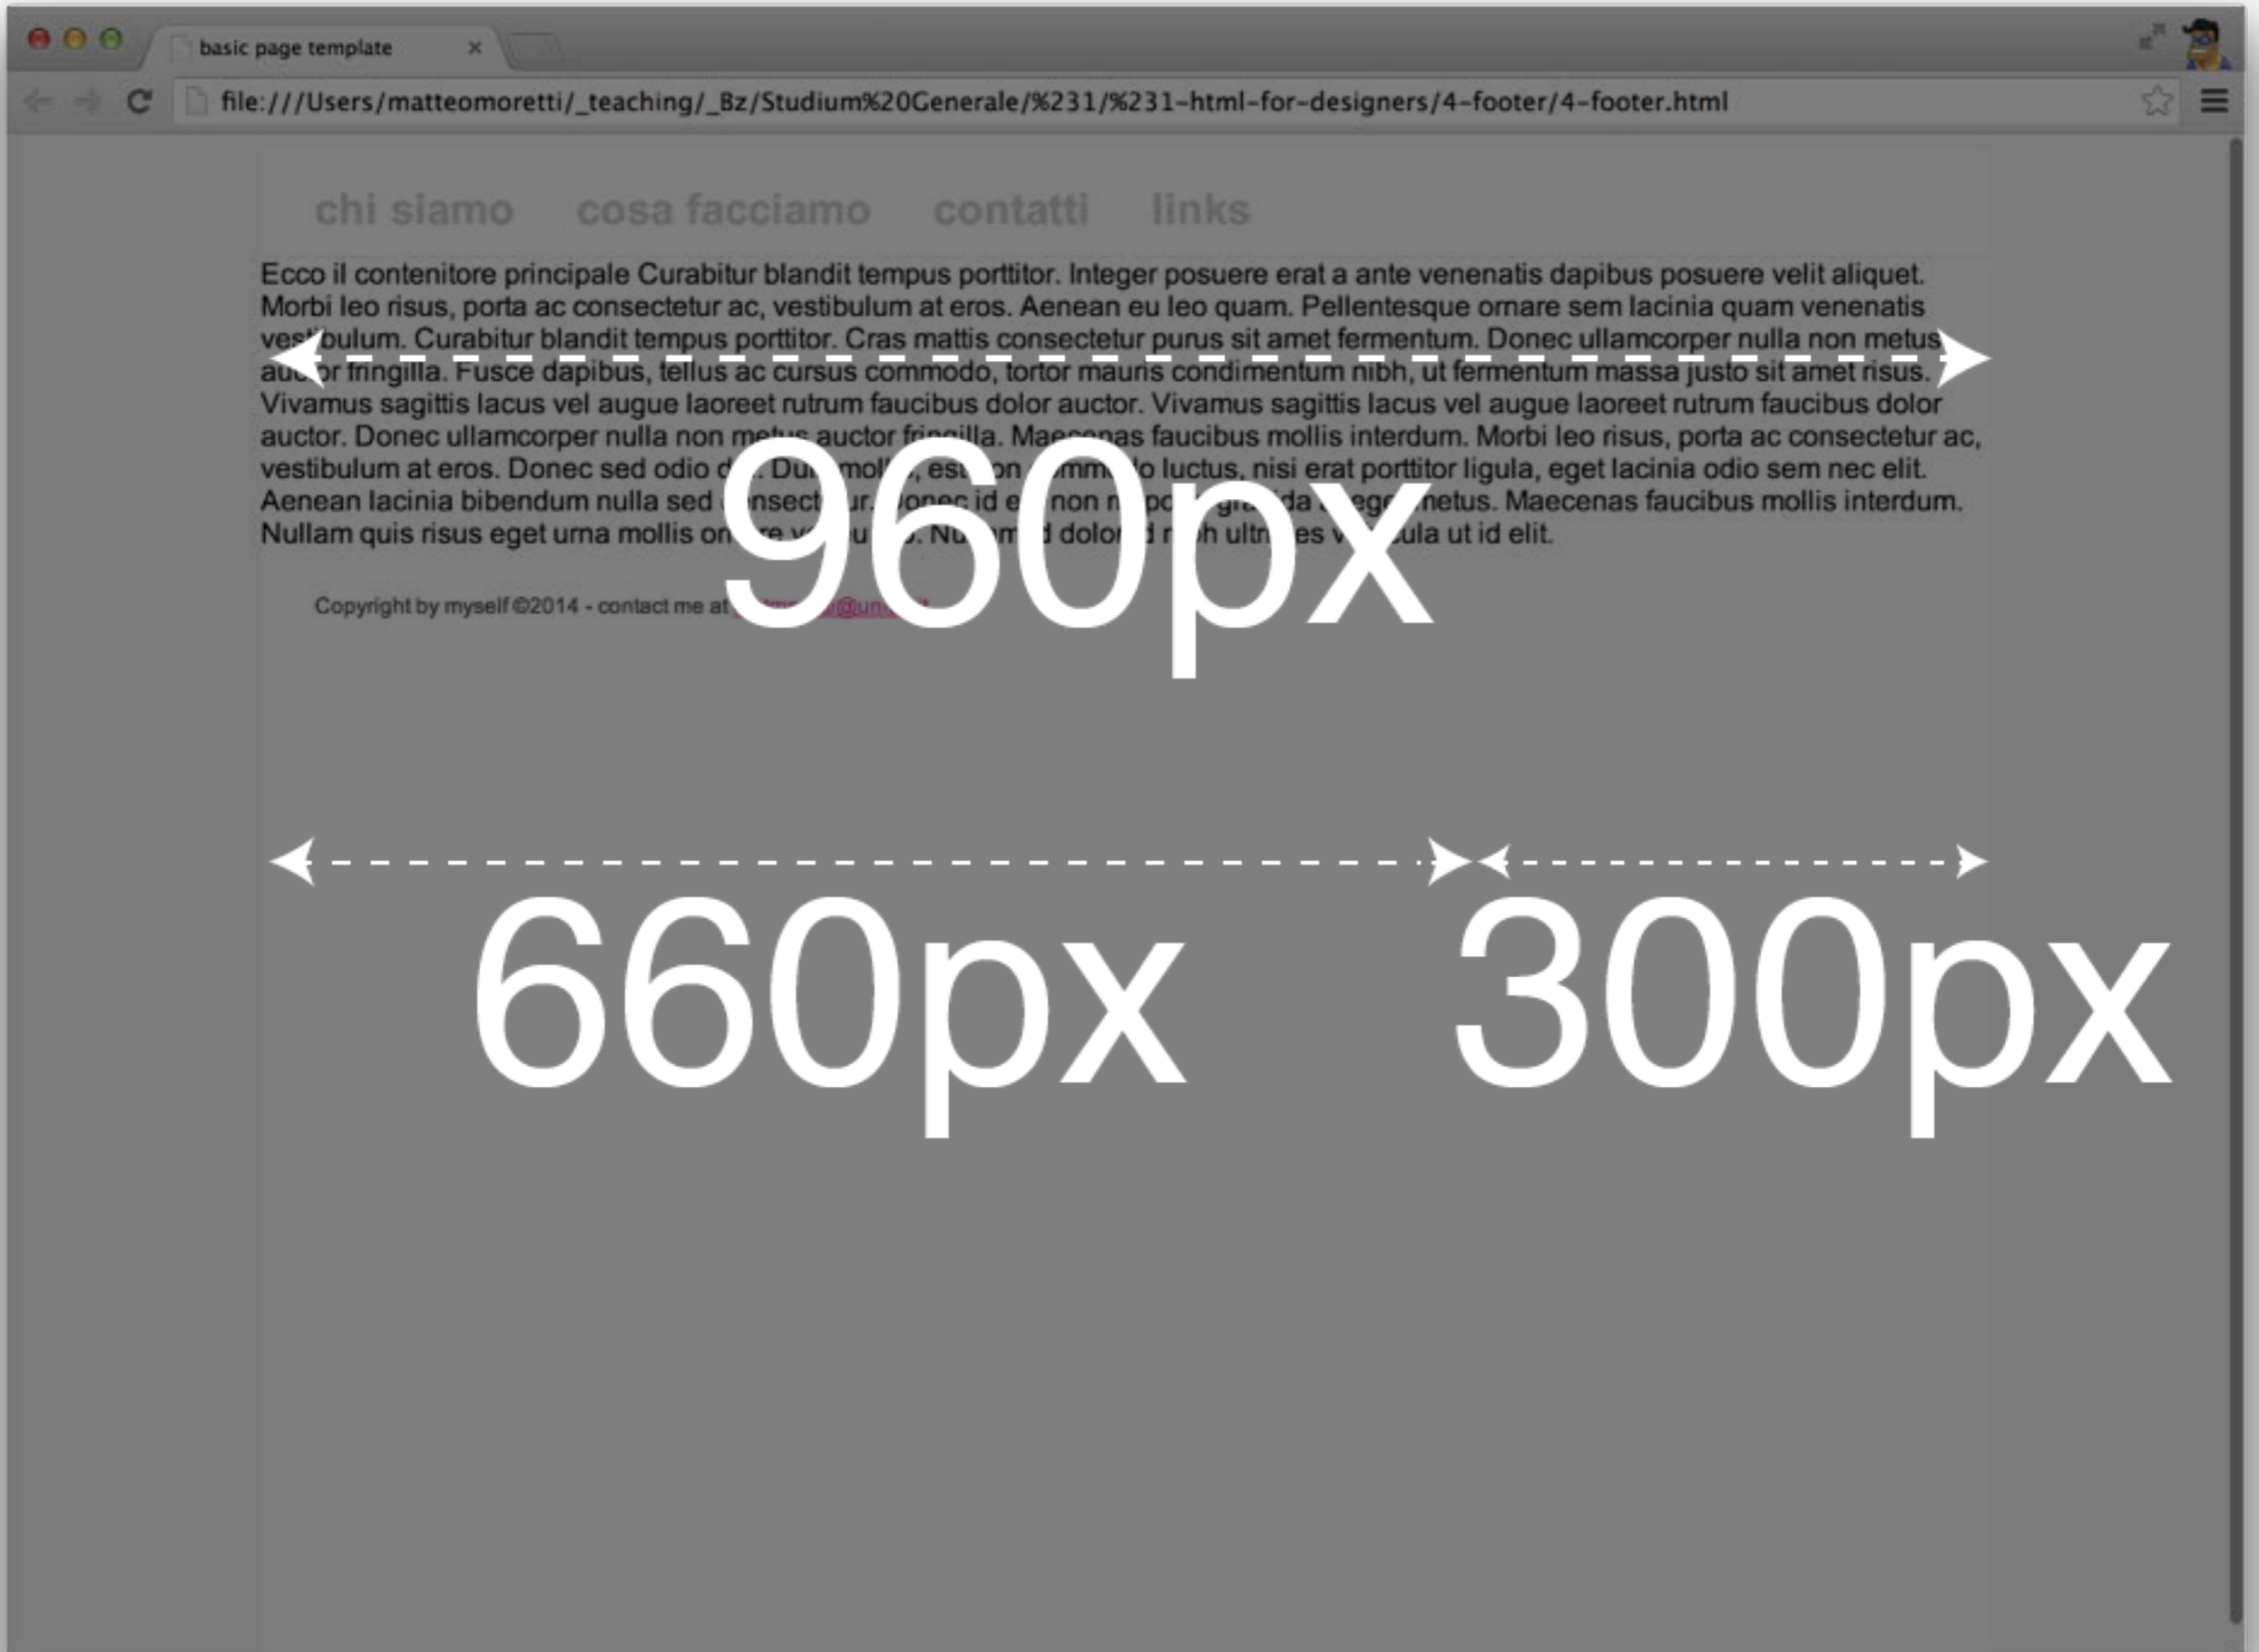 basic page template
file:///Users/matteomoretti/_teaching/_Bz/Studium%20Generale/%231/%231-html-for-designers/4-footer/4-footer.html
chi siamo cosa facciamo contatti links
Ecco il contenitore principale Curabitur blandit tempus porttitor. Integer posuere erat a ante venenatis dapibus posuere velit aliquet.
Morbi leo risus, porta ac consectetur ac, vestibulum at eros. Aenean eu leo quam. Pellentesque ornare sem lacinia quam venenatis
vestibulum. Curabitur blandit tempus porttitor. Cras mattis consectetur purus sit amet fermentum. Donec ullamcorper nulla non metus
auctor fringilla. Fusce dapibus, tellus ac cursus commodo, tortor mauris condimentum nibh, ut fermentum massa justo sit amet risus.
Vivamus sagittis lacus vel augue laoreet rutrum faucibus dolor auctor. Vivamus sagittis lacus vel augue laoreet rutrum faucibus dolor
auctor. Donec ullamcorper nulla non metus auctor fringilla. Maecenas faucibus mollis interdum. Morbi leo risus, porta ac consectetur ac,
vestibulum at eros. Donec sed odio luctus, nisi erat porttitor ligula, eget lacinia odio sem nec elit.
Aenean lacinia bibendum nulla sed id non metus. Maecenas faucibus mollis interdum.
Nullam quis risus eget urna mollis ut id elit.
960px
Copyright by myself ©2014 - contact me at
660px 300px